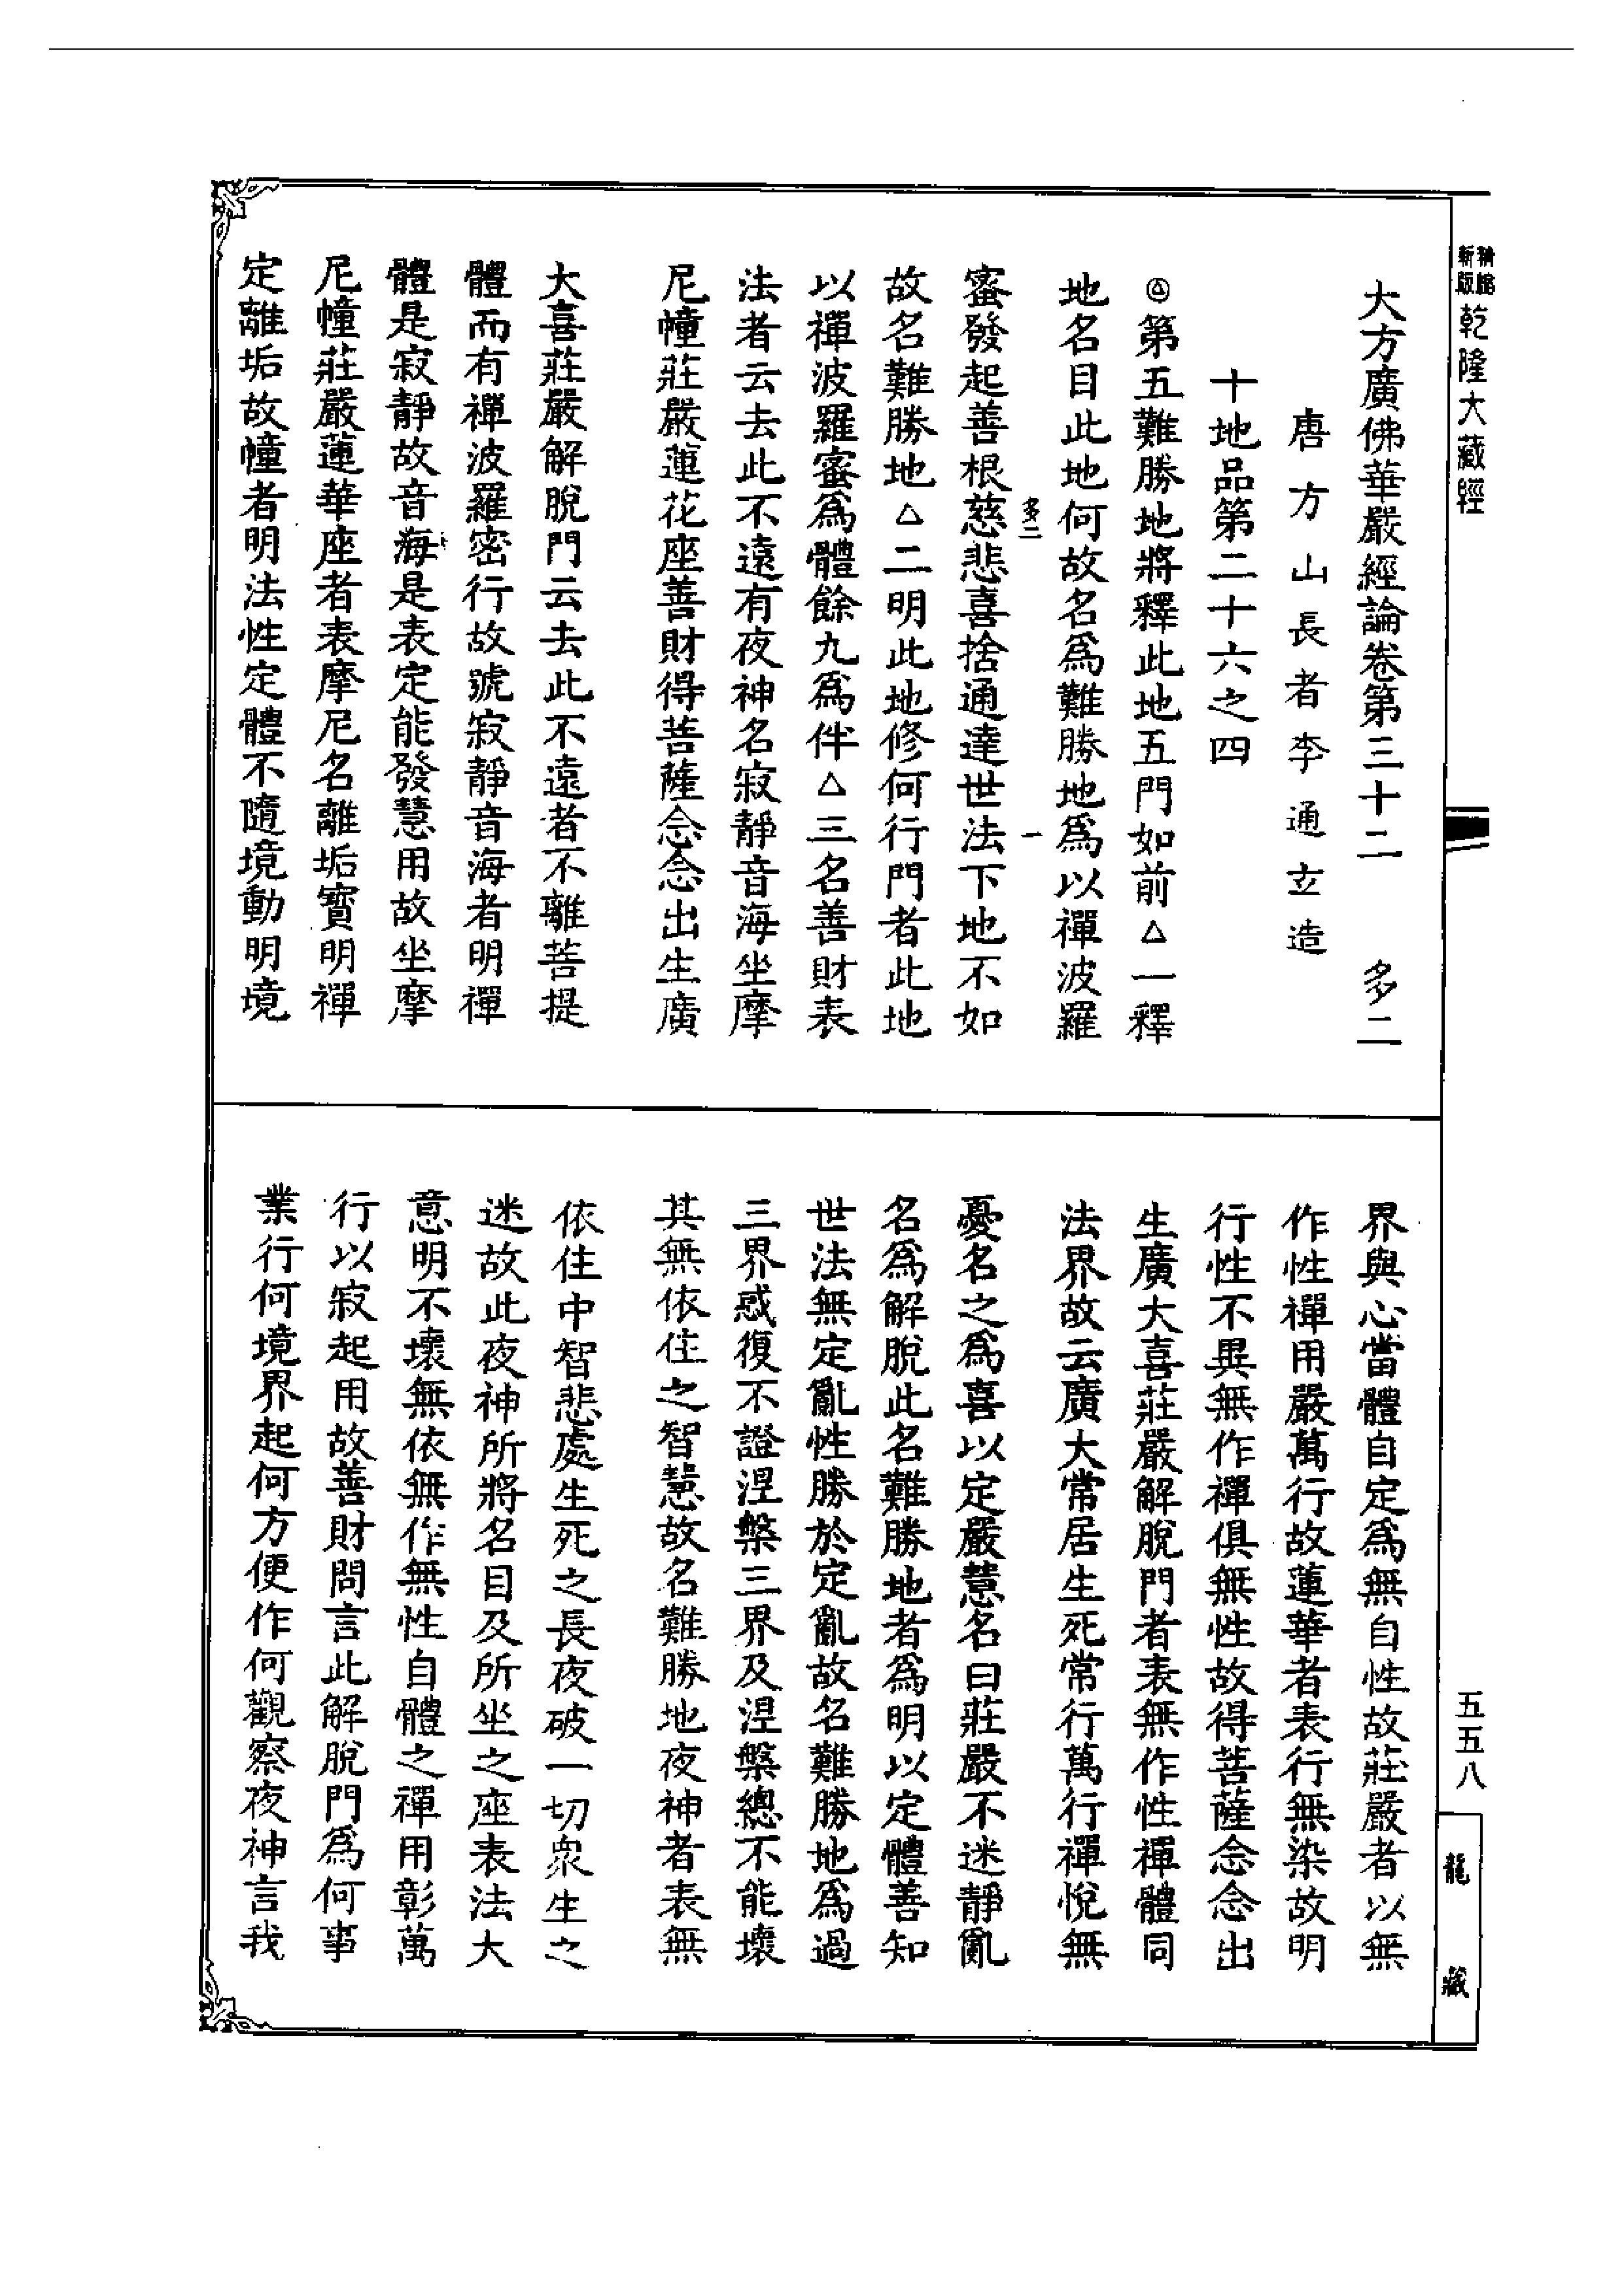 精縮新版乾隆大藏經
大方廣佛華嚴經論卷第三十二 多二
唐方山長者李通玄造
十地品第二十六之四
第五難勝地將釋此地五門如前△一釋
地名目此地何故名為難勝地為以禪波羅
多二 一
蜜發起善根慈悲喜捨通達世法下地不如
故名難勝地△二明此地修何行門者此地
以禪波羅蜜為體餘九為伴△三名善財表
法者云去此不遠有夜神名寂靜音海坐摩
尼幢莊嚴蓮花座善財得菩薩念念出生廣
大喜莊嚴解脫門云去此不遠者不離菩提
體而有禪波羅密行故號寂靜音海者明禪
體是寂靜故音海是表定能發慧用故坐摩
尼幢莊嚴蓮華座者表摩尼名離垢寶明禪
定離垢故幢者明法性定體不隨境動明境
界與心當體自定為無自性故莊嚴者以無
作性禪用嚴萬行故蓮華者表行無染故明
行性不異無作禪俱無性故得菩薩念念出
生廣大喜莊嚴解脫門者表無作性禪體同
法界故云廣大常居生死常行萬行禪悅無
憂名之為喜以定嚴慧名曰莊嚴不迷靜亂
名為解脫此名難勝地者為明以定體善知
世法無定亂性勝於定亂故名難勝地為過
三界惑復不證涅槃三界及涅槃總不能壞
其無依住之智慧故名難勝地夜神者表無
依住中智悲處生死之長夜破一切眾生之
迷故此夜神所將名目及所坐之座表法大
意明不壞無依無作無性自體之禪用彰萬
行以寂起用故善財問言此解脫門為何事
業行何境界起何方便作何觀察夜神言我
五五八
龍藏